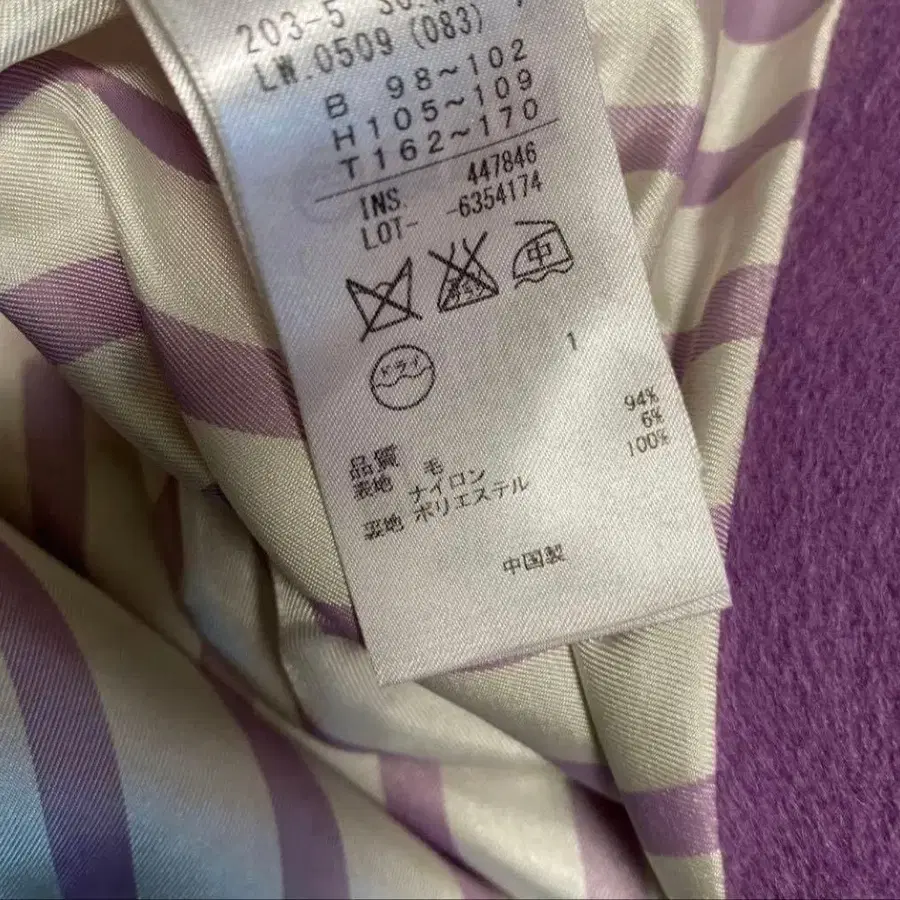 203-5
LW.0509 (083)
B 98~102
H105~109
T162~170
INS. 447846
LOT- -6354174
中
ドライ
1
品質
表地 毛 94%
ナイロン 6%
裏地 ポリエステル 100%
中国製